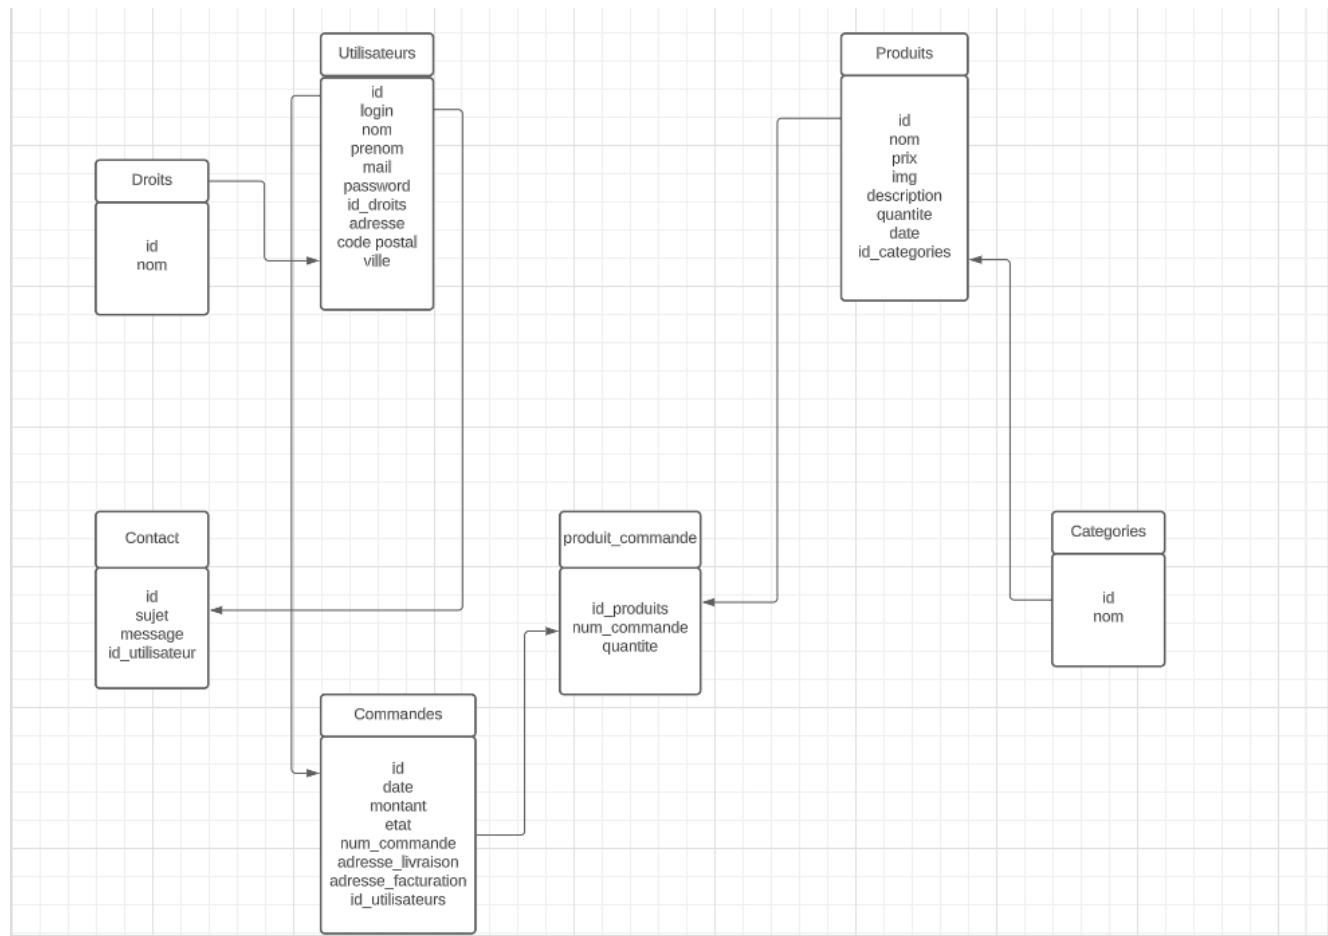 Utilisateurs
id
login
nom
prenom
mail
password
id_droits
adresse
code postal
ville
Produits
id
nom
prix
img
description
quantite
date
id_categories
Droits
id
nom
Contact
id
sujet
message
id_utilisateur
produit_commande
id_produits
num_commande
quantite
Categories
id
nom
Commandes
id
date
montant
etat
num_commande
adresse_livraison
adresse_facturation
id_utilisateurs